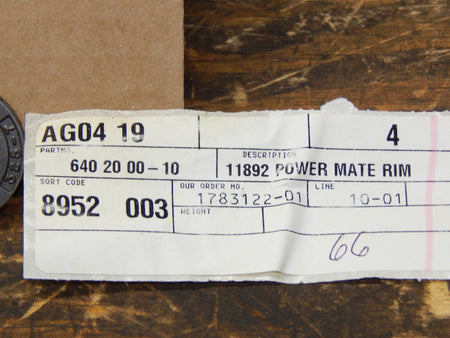 AG04 19
4
PARTNO.
DESCRIPTION
640 20 00-10
11892 POWER MATE RIM
SORT CODE
OUR ORDER NO.
LINE
8952 003
1783122-01
10-01
WEIGHT
66